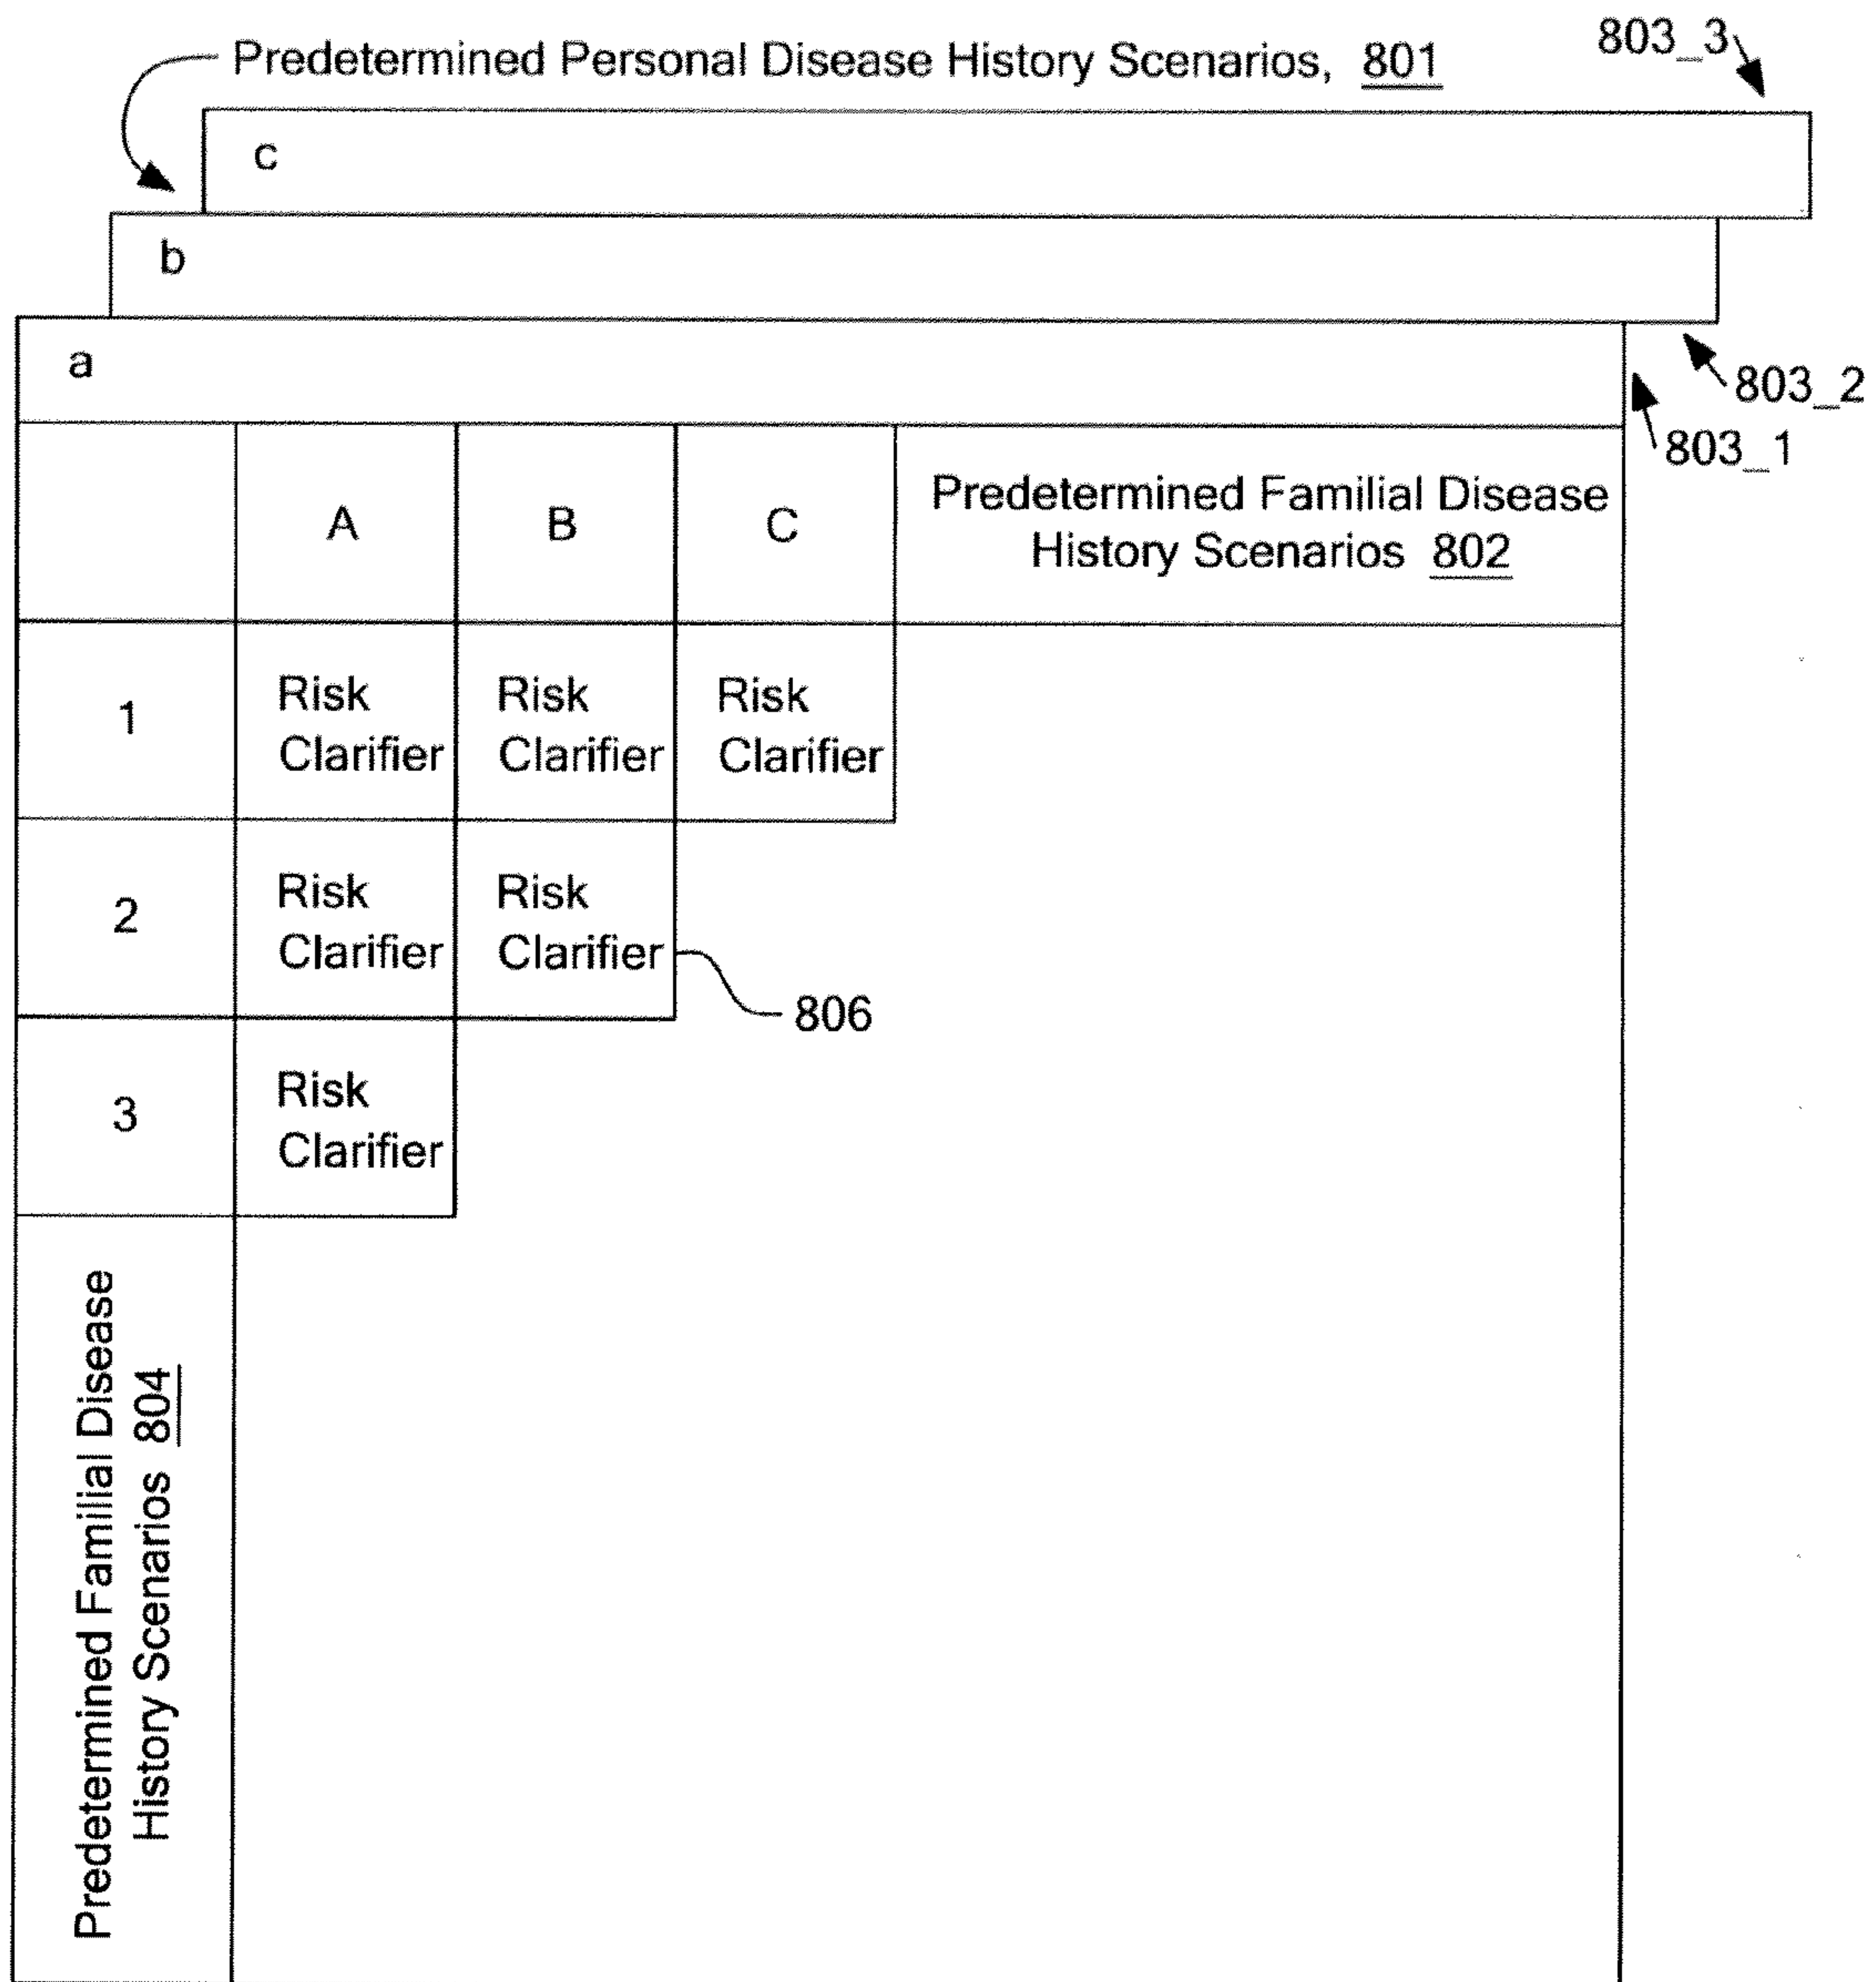 803_3
Predetermined Personal Disease History Scenarios, 801
c
b
a
803_2
803_1
A B C Predetermined Familial Disease
History Scenarios 802
1 Risk Clarifier Risk Clarifier Risk Clarifier
2 Risk Clarifier Risk Clarifier
806
3 Risk Clarifier
Predetermined Familial Disease
History Scenarios 804